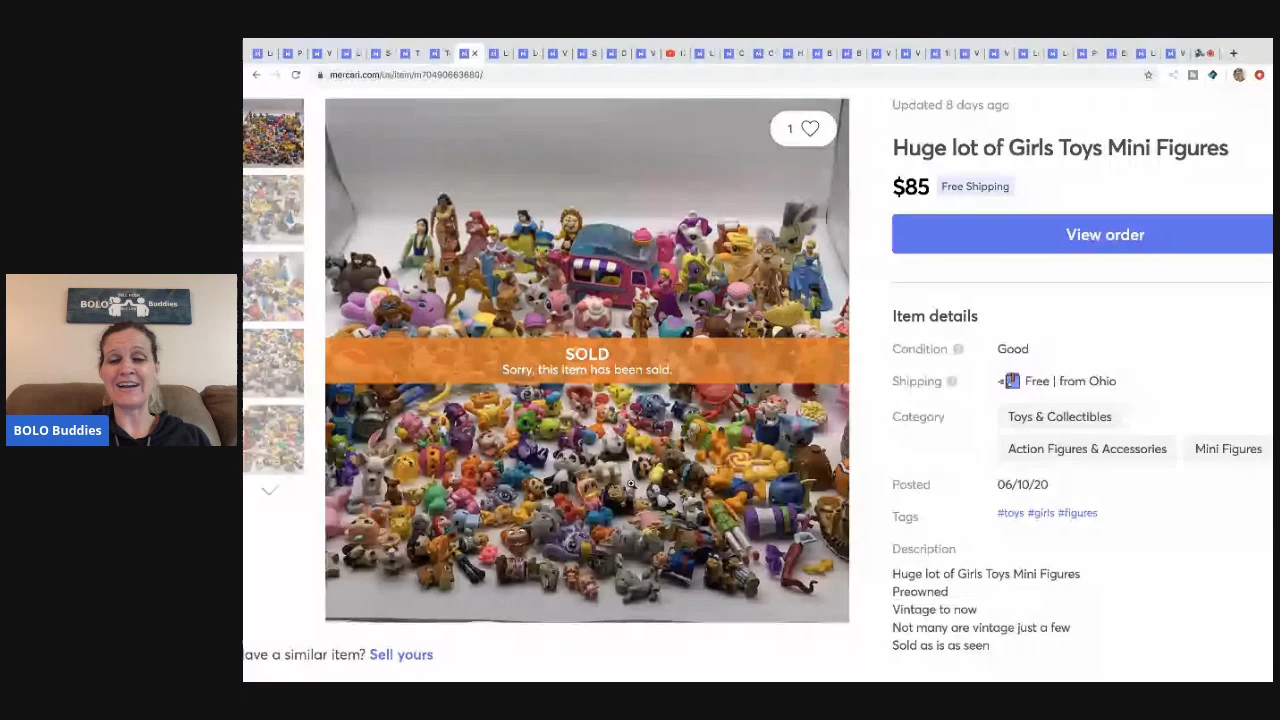 mercari.com/us/item/m70490663680/
Updated 8 days ago
1
Huge lot of Girls Toys Mini Figures
$85 Free Shipping
View order
SOLD
Sorry, this item has been sold.
Item details
Condition Good
Shipping Free | from Ohio
Category Toys & Collectibles
Action Figures & Accessories Mini Figures
Posted 06/10/20
Tags #toys #girls #figures
Description
Huge lot of Girls Toys Mini Figures
Preowned
Vintage to now
Not many are vintage just a few
Sold as is as seen
BOLO Buddies
BOLO Buddies
ave a similar item? Sell yours